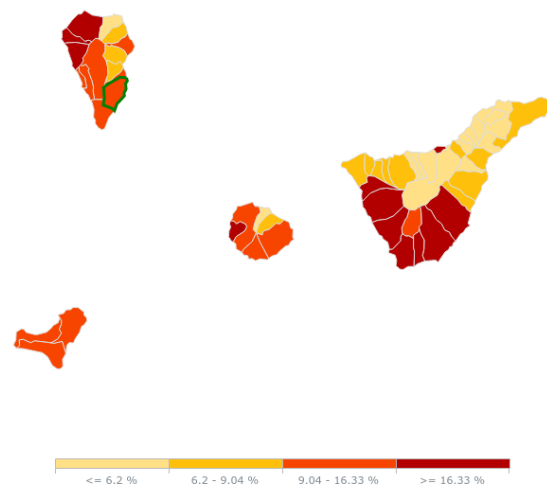 <= 6.2 % 6.2 - 9.04 % 9.04 - 16.33 % >= 16.33 %